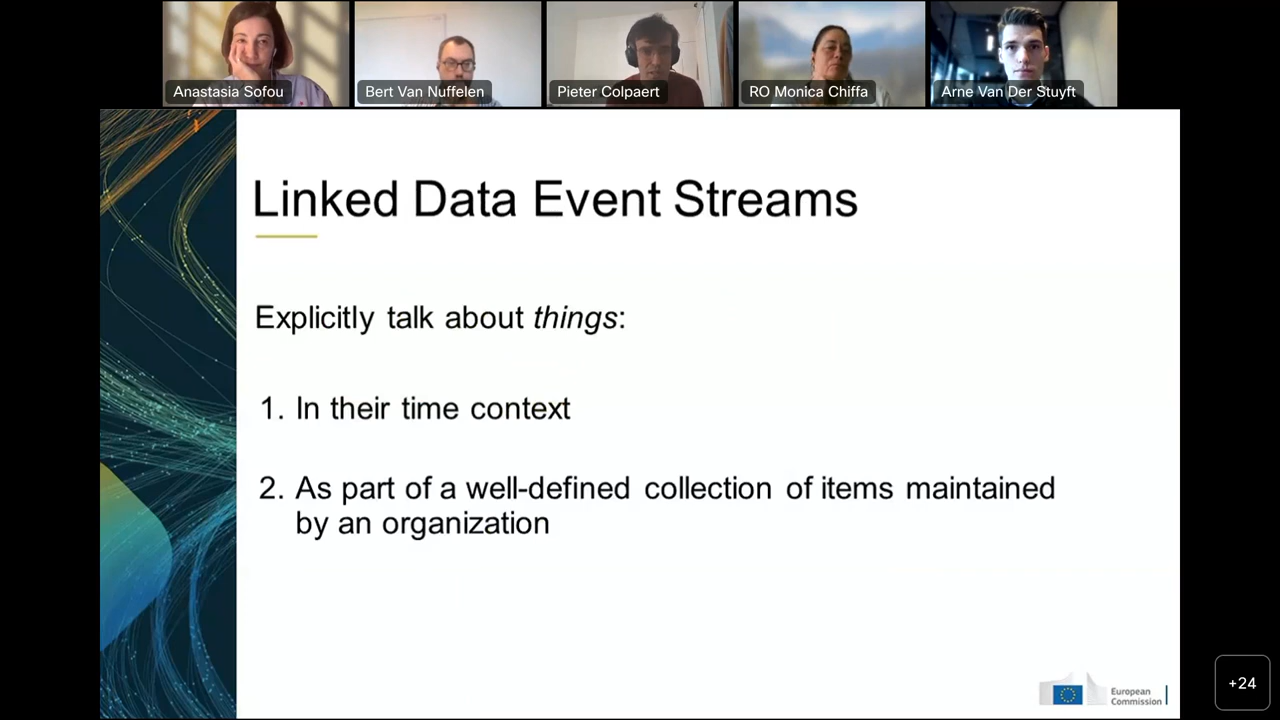 Anastasia Sofou
Bert Van Nuffelen
Pieter Colpaert
RO Monica Chiffa
Arne Van Der Stuyft
Linked Data Event Streams
Explicitly talk about things:
1. In their time context
2. As part of a well-defined collection of items maintained
by an organization
European
Commission
+24